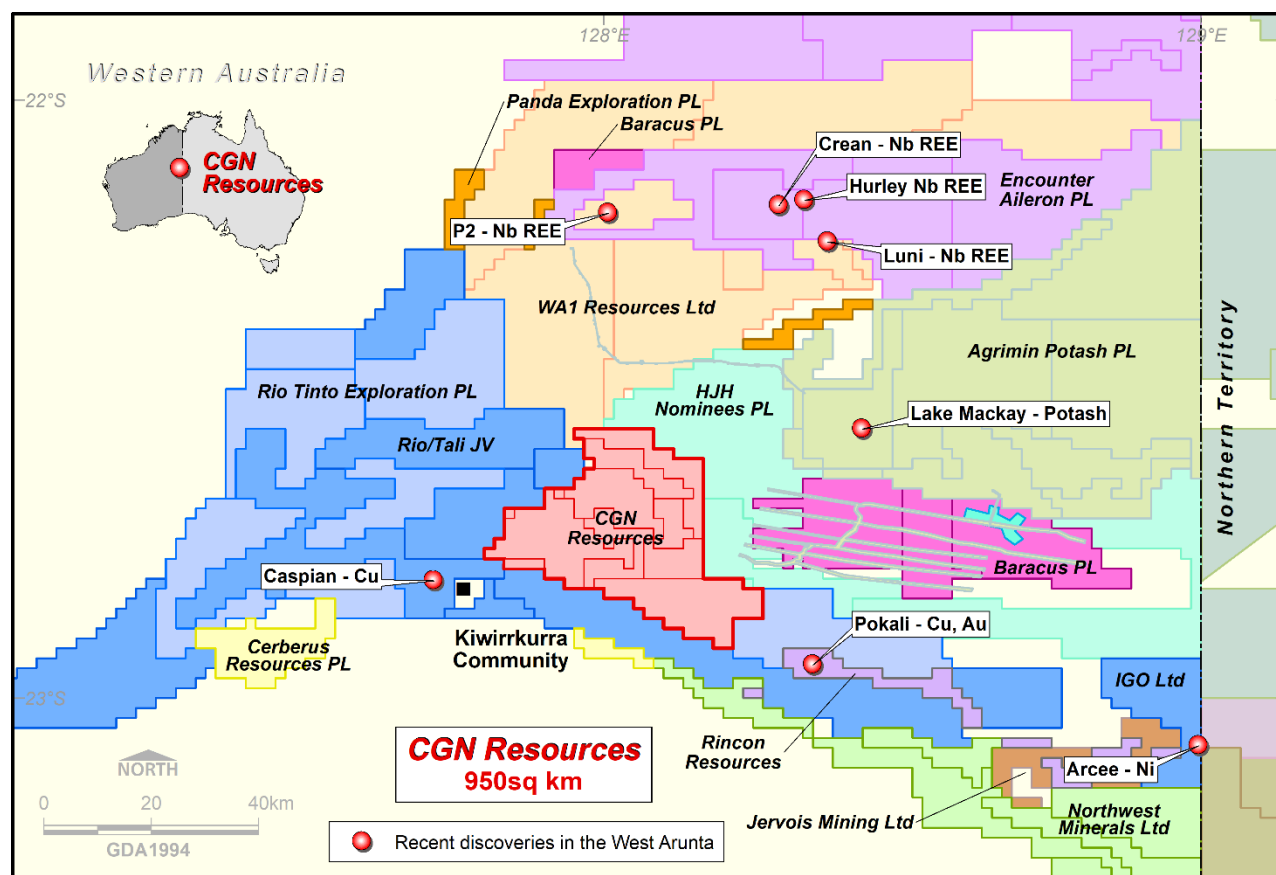 128°E
129°E
Western Australia
22°S
Panda Exploration PL
Baracus PL
CGN
Resources
Crean - Nb REE
Hurley Nb REE
Encounter
Aileron PL
P2 - Nb REE
Luni - Nb REE
WA1 Resources Ltd
Northern Territory
Agrimin Potash PL
Rio Tinto Exploration PL
HJH
Nominees PL
Lake Mackay - Potash
Rio/Tali JV
CGN
Resources
Baracus PL
Caspian - Cu
Pokali - Cu, Au
Kiwirrkurra
Community
Cerberus
Resources PL
IGO Ltd
23°S
CGN Resources
950sq km
Rincon
Resources
NORTH
Arcee - Ni
0 20 40km
Northwest
Minerals Ltd
Jervois Mining Ltd
GDA1994
Recent discoveries in the West Arunta